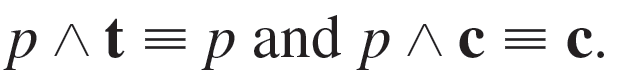 p ∧ t ≡ p and p ∧ c ≡ c.